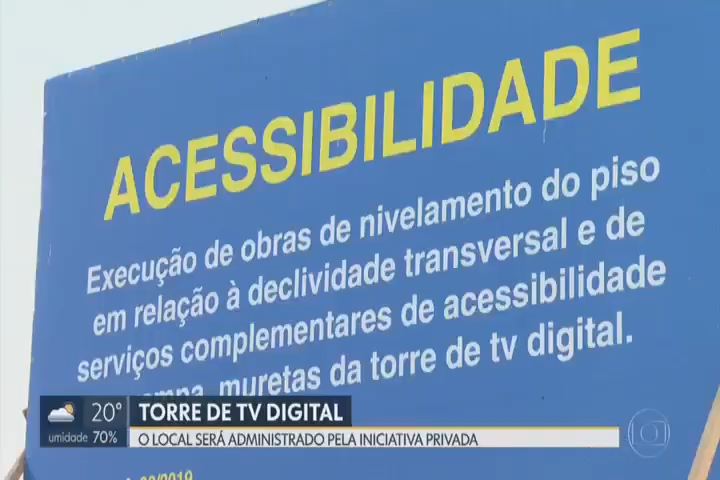 ACESSIBILIDADE
Execução de obras de nivelamento do piso
em relação à declividade transversal e de
serviços complementares de acessibilidade
muretas da torre de tv digital.
20°
TORRE DE TV DIGITAL
umidade 70%
O LOCAL SERÁ ADMINISTRADO PELA INICIATIVA PRIVADA